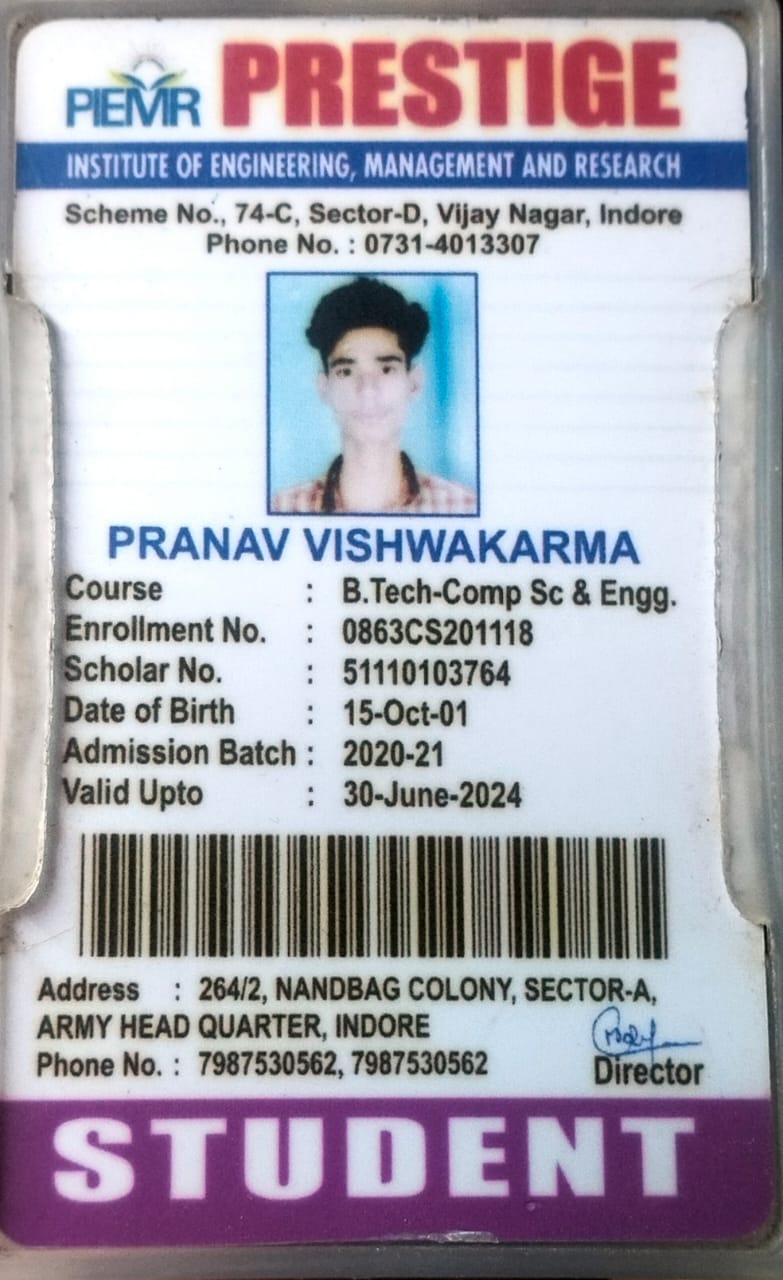 PIEMR PRESTIGE
INSTITUTE OF ENGINEERING, MANAGEMENT AND RESEARCH
Scheme No., 74-C, Sector-D, Vijay Nagar, Indore
Phone No. : 0731-4013307
PRANAV VISHWAKARMA
Course : B.Tech-Comp Sc & Engg.
Enrollment No. : 0863CS201118
Scholar No. : 51110103764
Date of Birth : 15-Oct-01
Admission Batch : 2020-21
Valid Upto : 30-June-2024
Address : 264/2, NANDBAG COLONY, SECTOR-A,
ARMY HEAD QUARTER, INDORE
Phone No. : 7987530562, 7987530562
Director
STUDENT